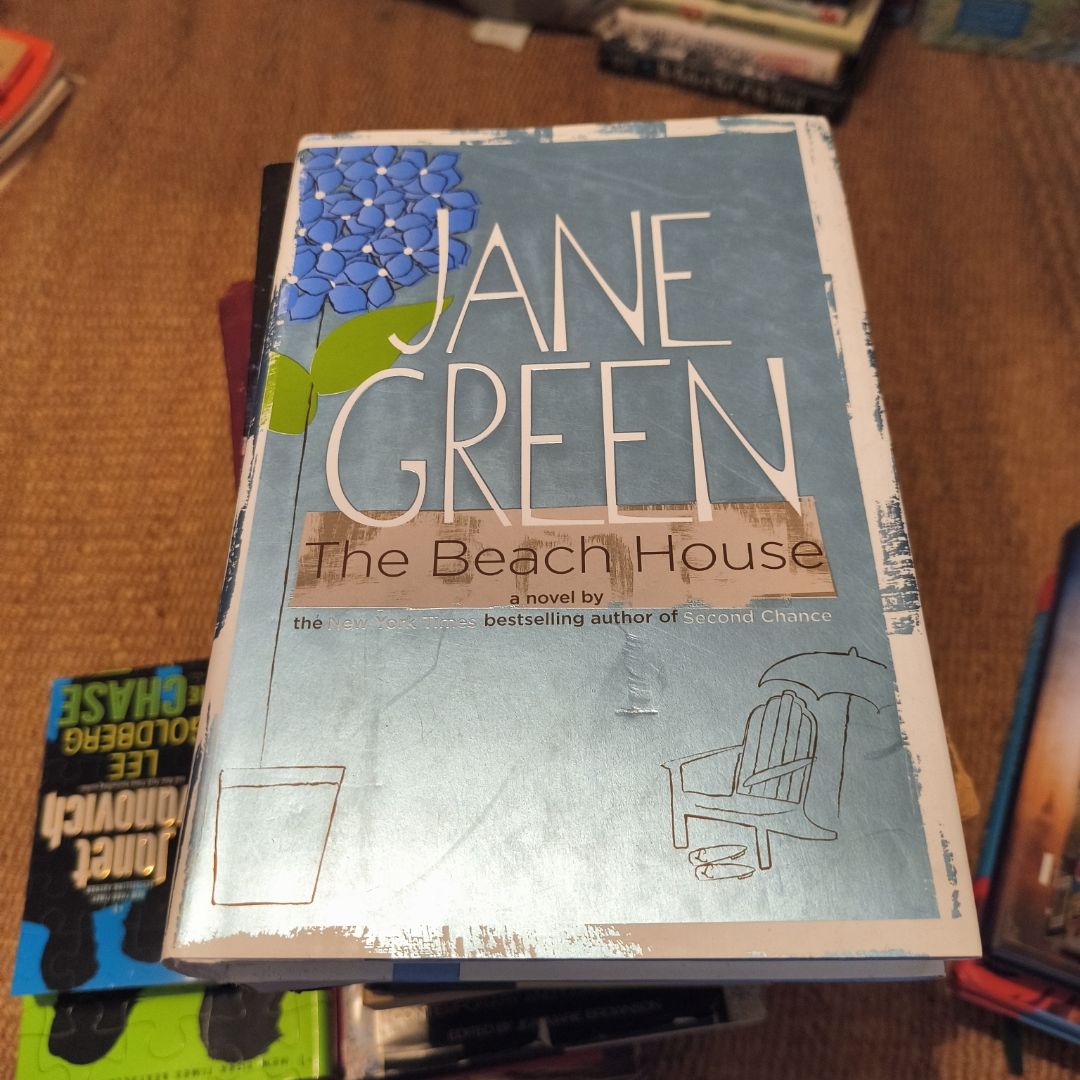 JANE
GREEN
The Beach House
a novel by
the New York Times bestselling author of Second Chance
Janet
LEE
GOLDBERG
CHASE